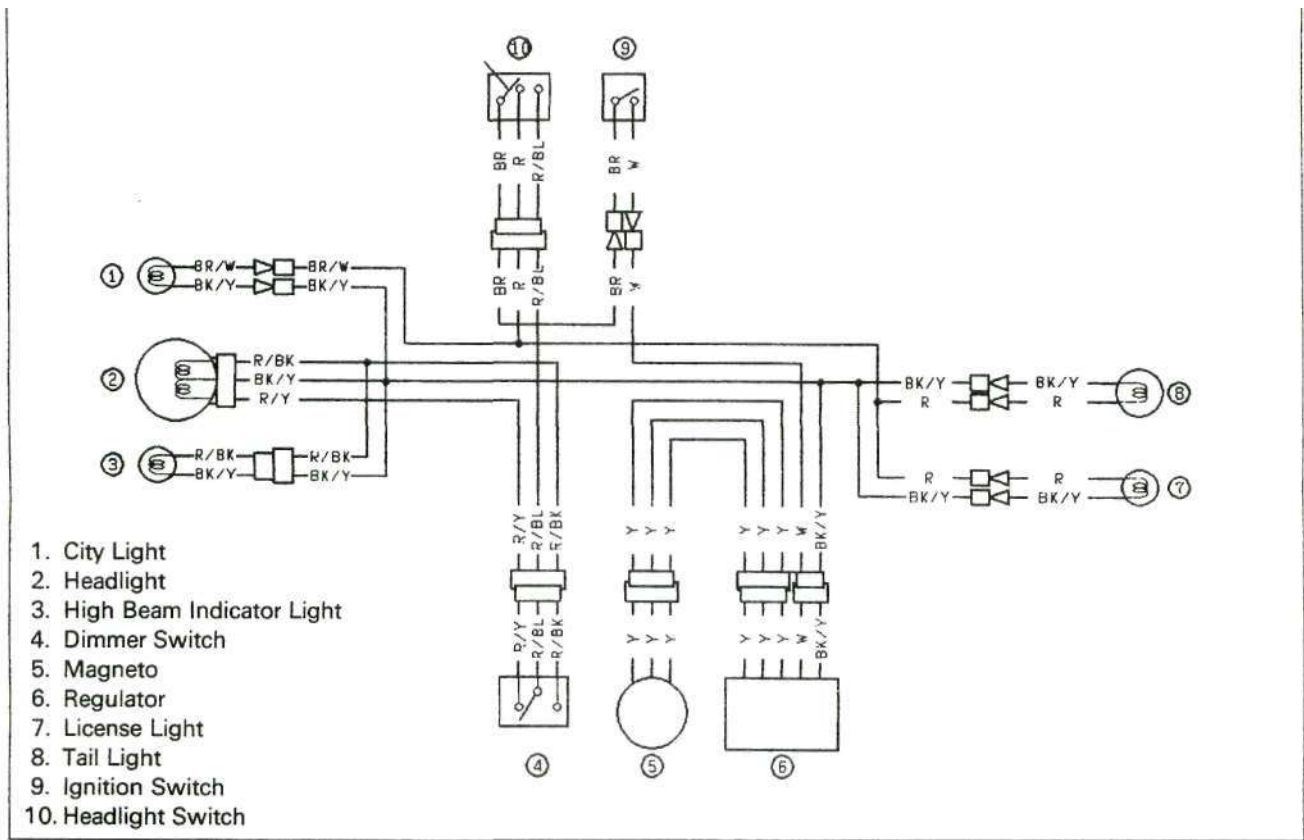 ⑩ ⑨
BR R R/BL BR W
BR R R/BL BR W
① BR/W BR/W
BK/Y BK/Y
② R/BK
BK/Y
R/Y
BK/Y BK/Y ⑧
R R
③ R/BK R/BK
BK/Y BK/Y
R R ⑦
BK/Y BK/Y
R/Y R/BL R/BK Y Y Y Y Y Y W BK/Y
R/Y R/BL R/BK Y Y Y Y Y Y W BK/Y
④ ⑤ ⑥
1. City Light
2. Headlight
3. High Beam Indicator Light
4. Dimmer Switch
5. Magneto
6. Regulator
7. License Light
8. Tail Light
9. Ignition Switch
10. Headlight Switch